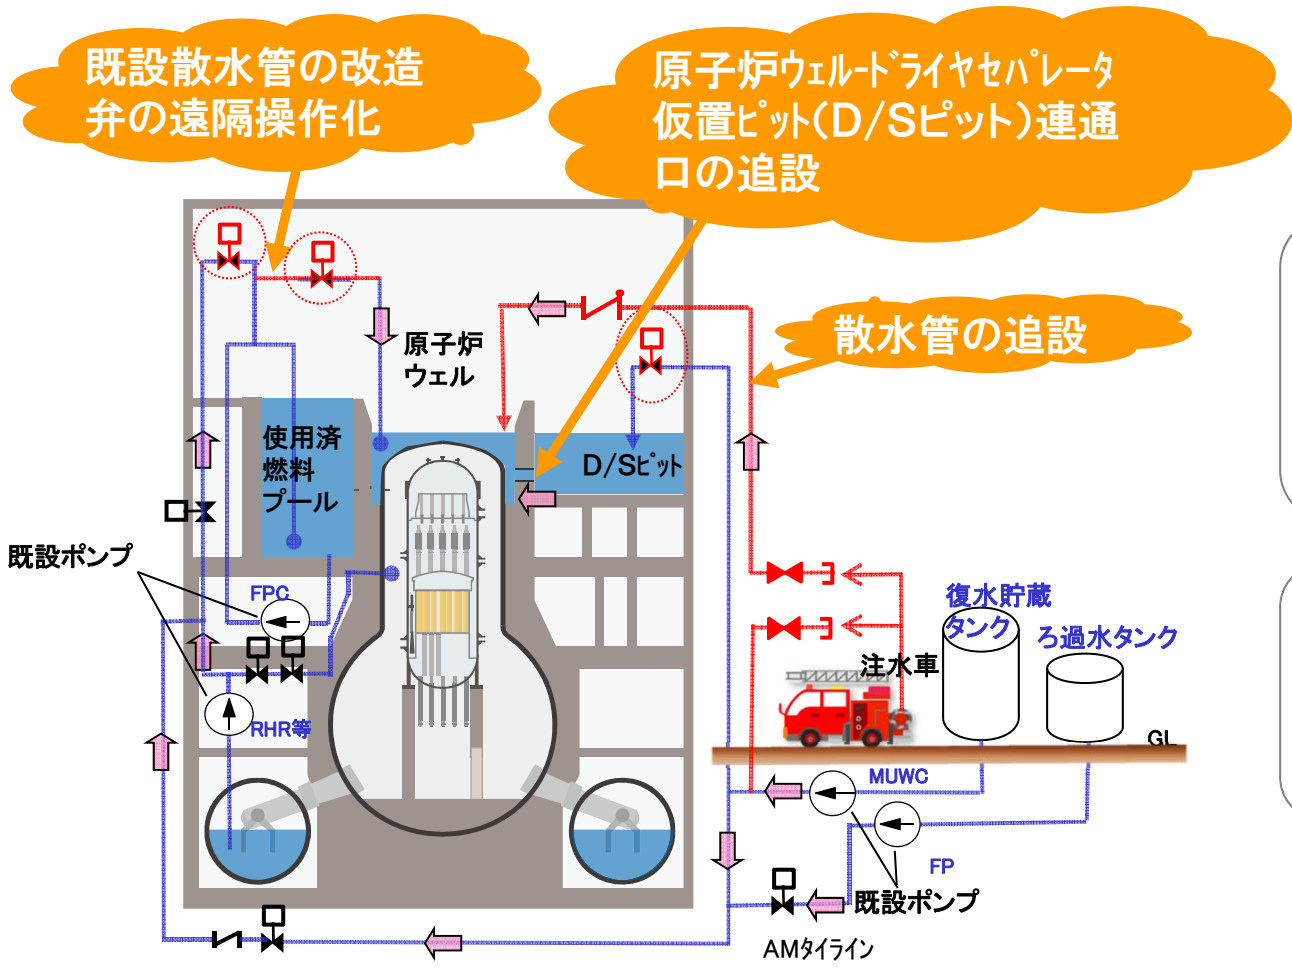 既設散水管の改造
弁の遠隔操作化
原子炉ウェル-ドライヤセパレータ
仮置ピット(D/Sピット)連通
口の追設
散水管の追設
原子炉
ウェル
使用済
燃料
プール
D/Sピット
既設ポンプ
FPC
RHR等
復水貯蔵
タンク
ろ過水タンク
注水車
GL
MUWC
FP
既設ポンプ
AMタイライン